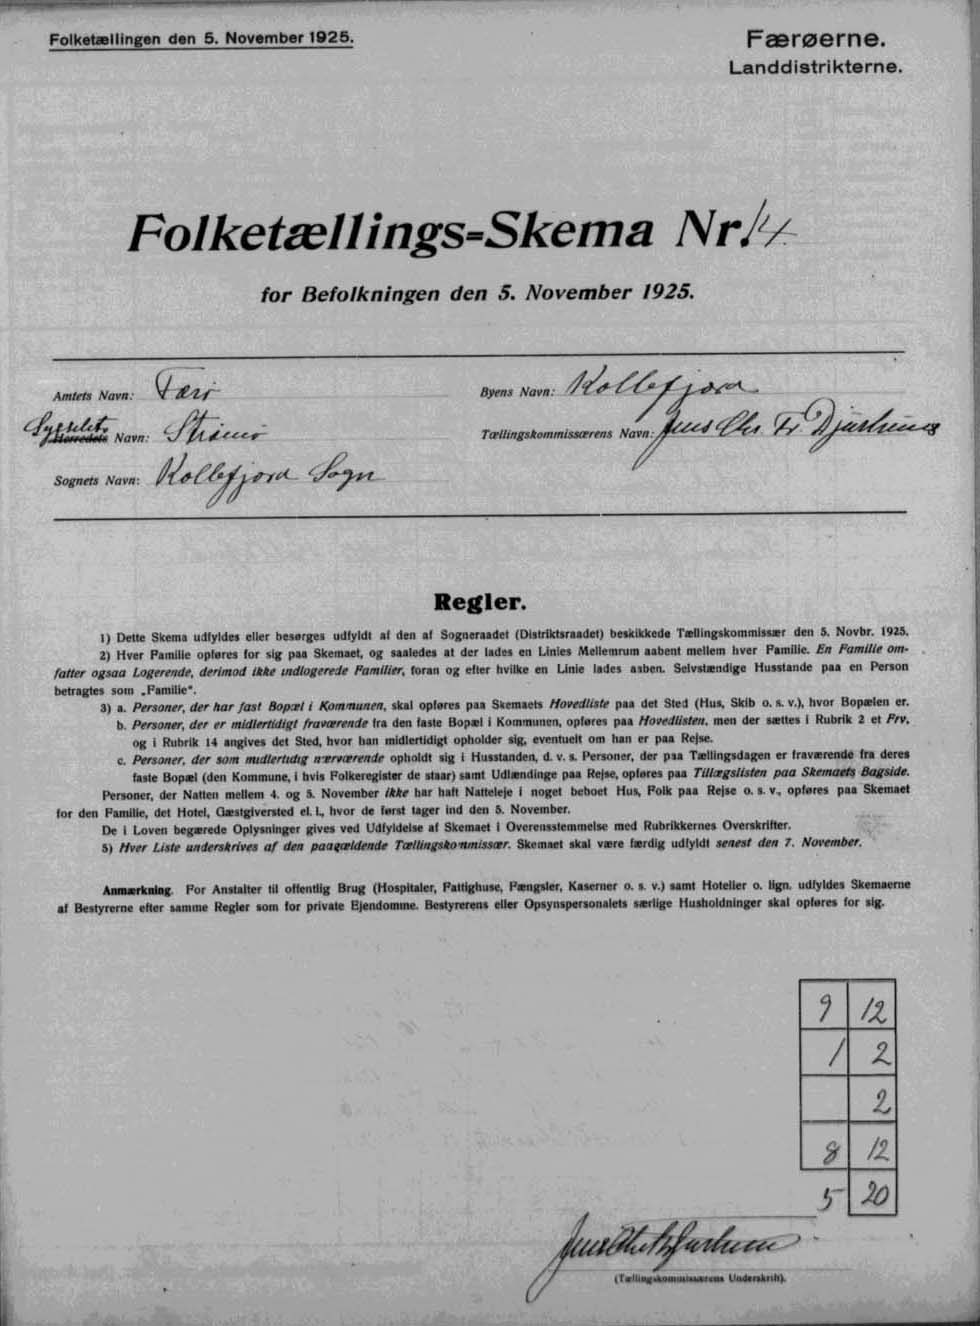 Folketællingen den 5. November 1925.
Færøerne.
Landdistrikterne.
Folketællings=Skema Nr. 14.
for Befolkningen den 5. November 1925.
Amtets Navn: Færø
Byens Navn: Kollefjord
Sysselets Herredets Navn: Strømø
Tællingskommissærens Navn: Jens Chr. Fr. Djurhuus
Sognets Navn: Kollefjord Sogn
Regler.
1) Dette Skema udfyldes eller besørges udfyldt af den af Sogneraadet (Distriktsraadet) beskikkede Tællingskommissær den 5. Novbr. 1925.
2) Hver Familie opføres for sig paa Skemaet, og saaledes at der lades en Linies Mellemrum aabent mellem hver Familie. En Familie om-
fatter ogsaa Logerende, derimod ikke indlogerede Familier, foran og efter hvilke en Linie lades aaben. Selvstændige Husstande paa en Person
betragtes som „Familie".
3) a. Personer, der har fast Bopæl i Kommunen, skal opføres paa Skemaets Hovedliste paa det Sted (Hus, Skib o. s. v.), hvor Bopælen er.
b. Personer, der er midlertidigt fraværende fra den faste Bopæl i Kommunen, opføres paa Hovedlisten, men der sættes i Rubrik 2 et Frv.
og i Rubrik 14 angives det Sted, hvor han midlertidigt opholder sig, eventuelt om han er paa Rejse.
c. Personer, der som midlertidig nærværende opholdt sig i Husstanden, d. v. s. Personer, der paa Tællingsdagen er fraværende fra deres
faste Bopæl (den Kommune, i hvis Folkeregister de staar) samt Udlændinge paa Rejse, opføres paa Tillægslisten paa Skemaets Bagside.
Personer, der Natten mellem 4. og 5. November ikke har haft Natteleje i noget beboet Hus, Folk paa Rejse o. s. v., opføres paa Skemaet
for den Familie, det Hotel, Gæstgiversted el. l., hvor de først tager ind den 5. November.
De i Loven begærede Oplysninger gives ved Udfyldelse af Skemaet i Overensstemmelse med Rubrikkernes Overskrifter.
5) Hver Liste underskrives af den paagældende Tællingskommissær. Skemaet skal være færdig udfyldt senest den 7. November.
Anmærkning. For Anstalter til offentlig Brug (Hospitaler, Fattighuse, Fængsler, Kaserner o. s. v.) samt Hoteller o. lign. udfyldes Skemaerne
af Bestyrerne efter samme Regler som for private Ejendomme. Bestyrerens eller Opsynspersonalets særlige Husholdninger skal opføres for sig.
9 12
1 2
2
8 12
5 20
Jens Chr Fr Djurhuus
(Tællingskommissærens Underskrift).